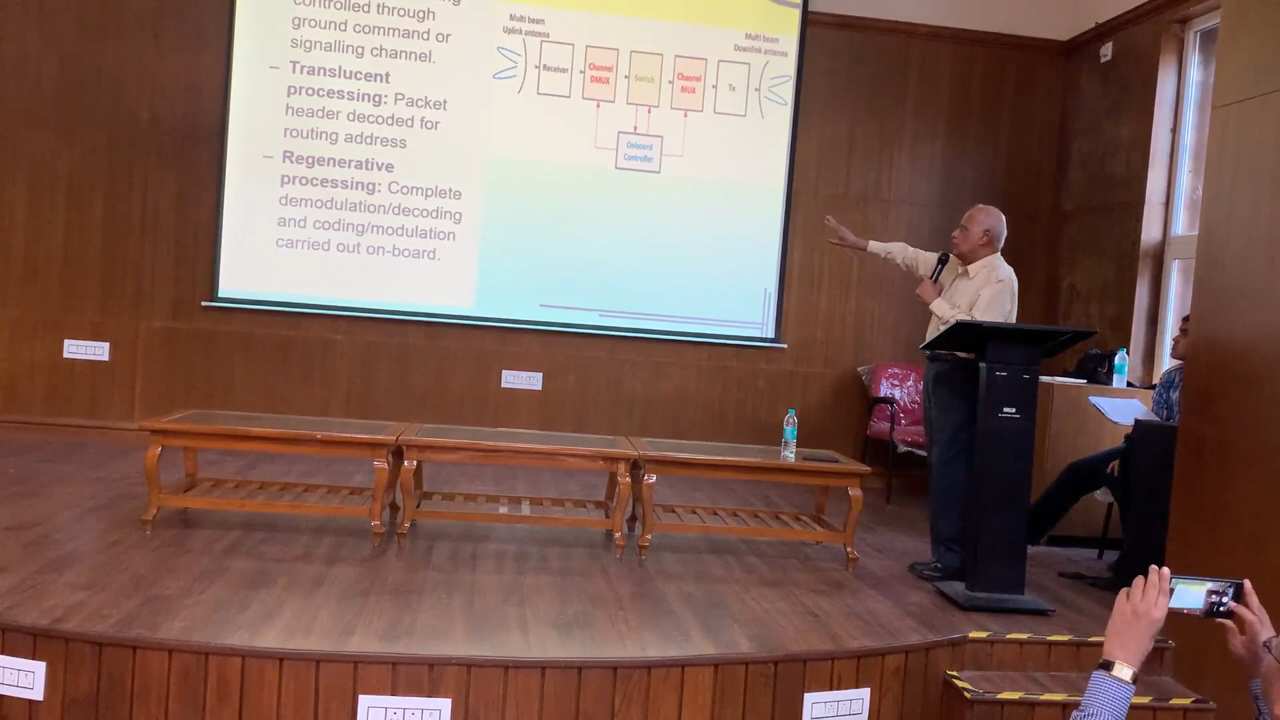 controlled through
ground command or
signalling channel.
– Translucent
processing: Packet
header decoded for
routing address
– Regenerative
processing: Complete
demodulation/decoding
and coding/modulation
carried out on-board.
Multi beam
Uplink antenna
Receiver
Channel
DMUX
Switch
Channel
MUX
Tx
Multi beam
Downlink antenna
Onboard
Controller